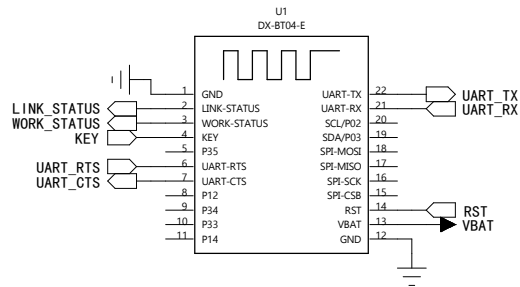 U1
DX-BT04-E
1 GND UART-TX 22 UART_TX
LINK_STATUS 2 LINK-STATUS UART-RX 21 UART_RX
WORK_STATUS 3 WORK-STATUS SCL/P02 20
KEY 4 KEY SDA/P03 19
5 P35 SPI-MOSI 18
UART_RTS 6 UART-RTS SPI-MISO 17
UART_CTS 7 UART-CTS SPI-SCK 16
8 P12 SPI-CSB 15
9 P34 RST 14 RST
10 P33 VBAT 13 VBAT
11 P14 GND 12